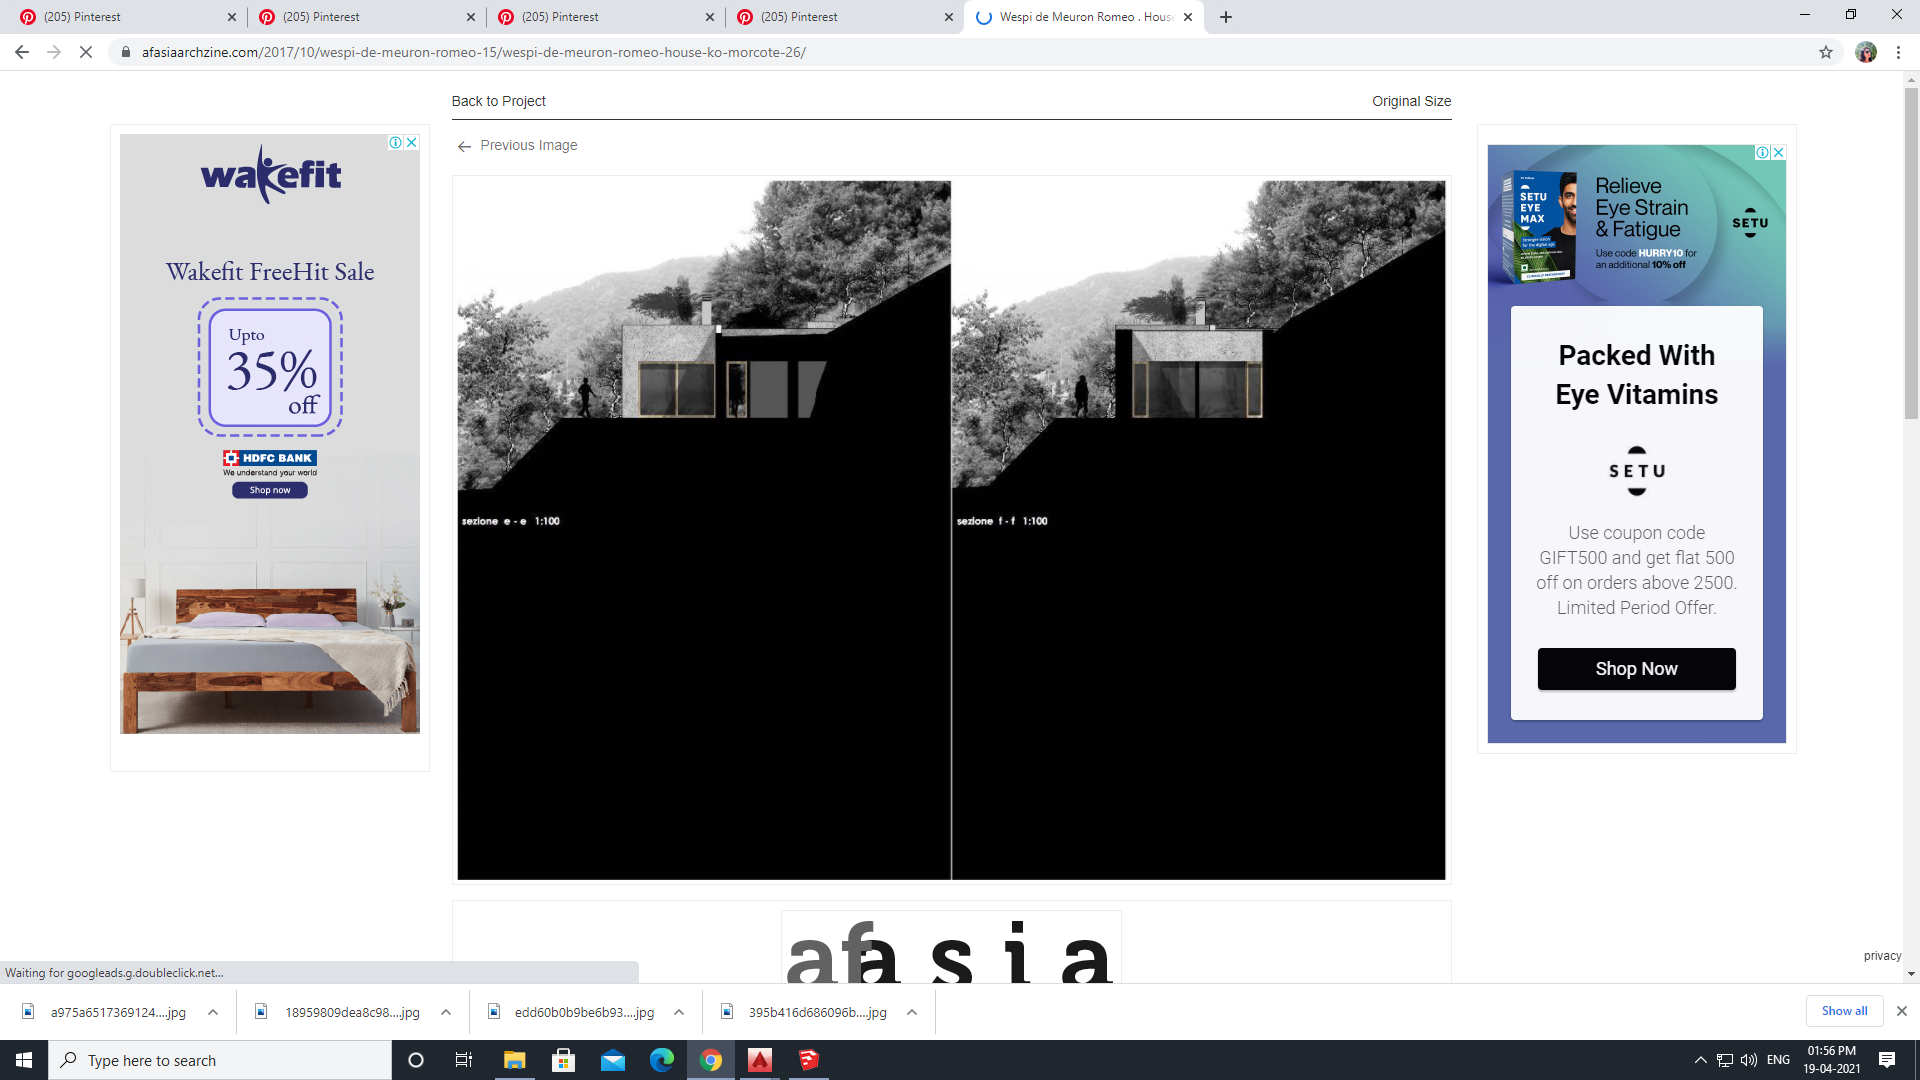 (205) Pinterest
(205) Pinterest
(205) Pinterest
(205) Pinterest
Wespi de Meuron Romeo . House
afasiaarchzine.com/2017/10/wespi-de-meuron-romeo-15/wespi-de-meuron-romeo-house-ko-morcote-26/
Back to Project
Original Size
← Previous Image
wakefit
Wakefit FreeHit Sale
Upto
35%
off
HDFC BANK
We understand your world
Shop now
sezione e - e 1:100
sezione f - f 1:100
SETU
EYE
MAX
Relieve
Eye Strain
& Fatigue
Use code HURRY10 for
an additional 10% off
SETU
Packed With
Eye Vitamins
SETU
Use coupon code
GIFT500 and get flat 500
off on orders above 2500.
Limited Period Offer.
Shop Now
afasia
privacy
Waiting for googleads.g.doubleclick.net...
a975a6517369124....jpg
18959809dea8c98....jpg
edd60b0b9be6b93....jpg
395b416d686096b....jpg
Show all
Type here to search
ENG
01:56 PM
19-04-2021